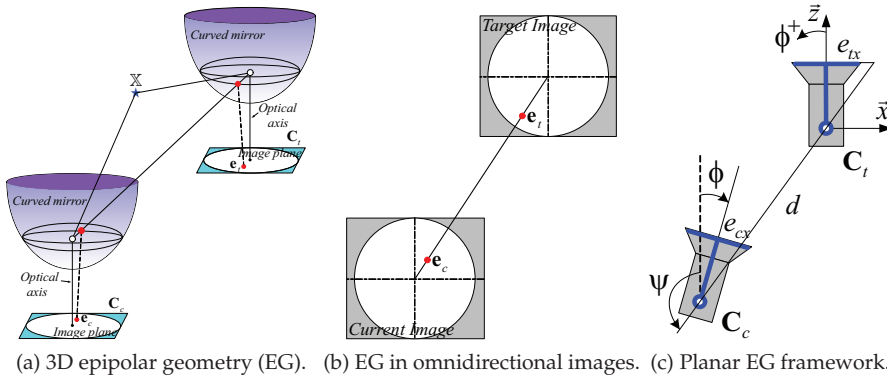 Curved mirror
𝕏
Optical
axis
C_t
Image plane
e_t
Curved mirror
Optical
axis
C_c
e_c
Image plane
(a) 3D epipolar geometry (EG).
Target Image
e_t
e_c
Current Image
(b) EG in omnidirectional images.
z⃗
ϕ⁺
e_tx
x⃗
C_t
ϕ
d
e_cx
ψ
C_c
(c) Planar EG framework.